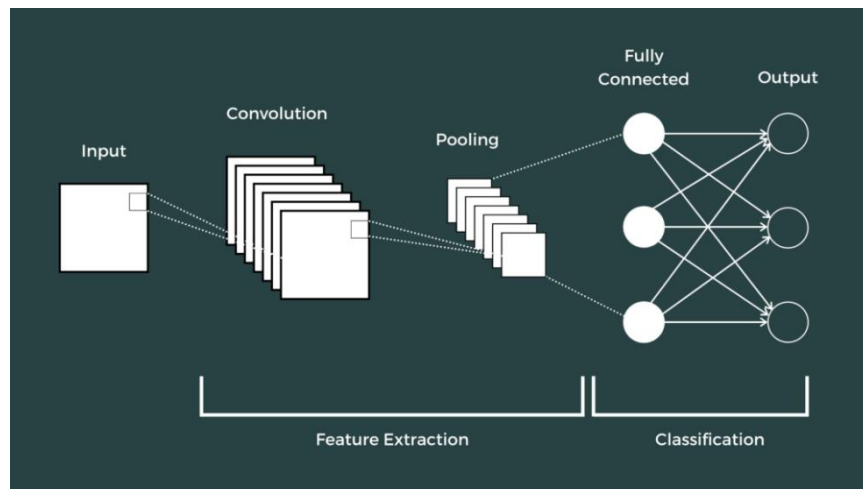 Input
Convolution
Pooling
Fully
Connected
Output
Feature Extraction
Classification